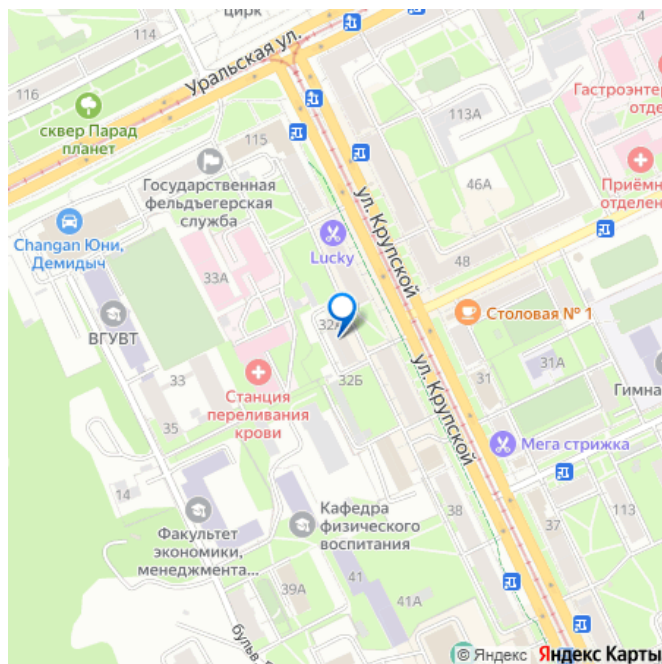 цирк
114
Уральская ул.
116
сквер Парад
планет
115
113А
4
Гастроэнтер
отде
Государственная
фельдъегерская
служба
46А
Приёмн
отделен
Changan Юни,
Демидыч
33А
Lucky
ул. Крупской
48
Столовая № 1
ВГУВТ
32А
32Б
ул. Крупской
31
31А
Гимна
33
Станция
переливания
крови
35
Мега стрижка
14
38
37
113
Факультет
экономики,
менеджмента...
Кафедра
физического
воспитания
39А
41
41А
бульв.
© Яндекс Яндекс Карты